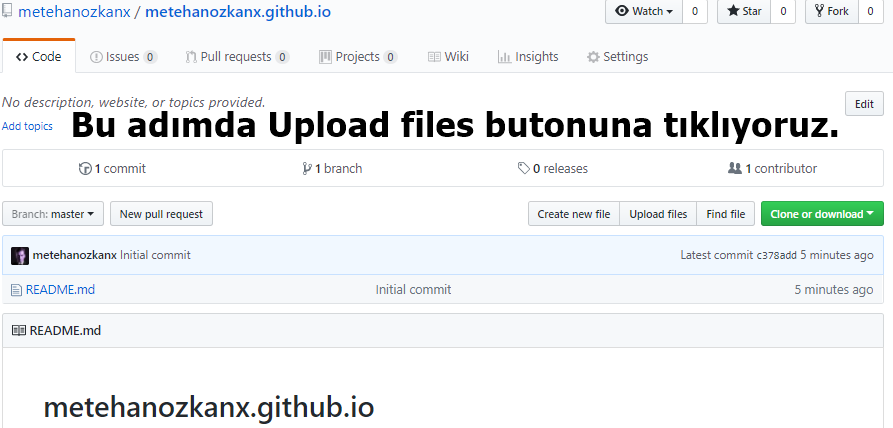 metehanozkanx / metehanozkanx.github.io Watch 0 Star 0 Fork 0
Code Issues 0 Pull requests 0 Projects 0 Wiki Insights Settings
No description, website, or topics provided. Edit
Add topics
Bu adımda Upload files butonuna tıklıyoruz.
1 commit 1 branch 0 releases 1 contributor
Branch: master New pull request Create new file Upload files Find file Clone or download
metehanozkanx Initial commit Latest commit c378add 5 minutes ago
README.md Initial commit 5 minutes ago
README.md
metehanozkanx.github.io